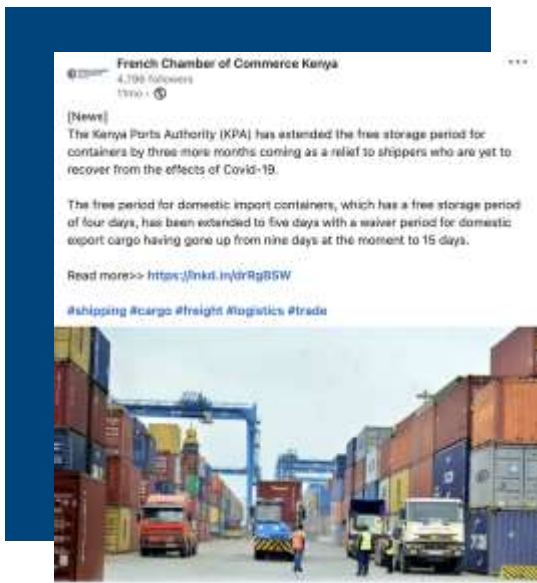 French Chamber of Commerce Kenya
4,798 followers
11mo
[News]
The Kenya Ports Authority (KPA) has extended the free storage period for
containers by three more months coming as a relief to shippers who are yet to
recover from the effects of Covid-19.
The free period for domestic import containers, which has a free storage period
of four days, has been extended to five days with a waiver period for domestic
export cargo having gone up from nine days at the moment to 15 days.
Read more>> https://lnkd.in/drRgBSW
#shipping #cargo #freight #logistics #trade